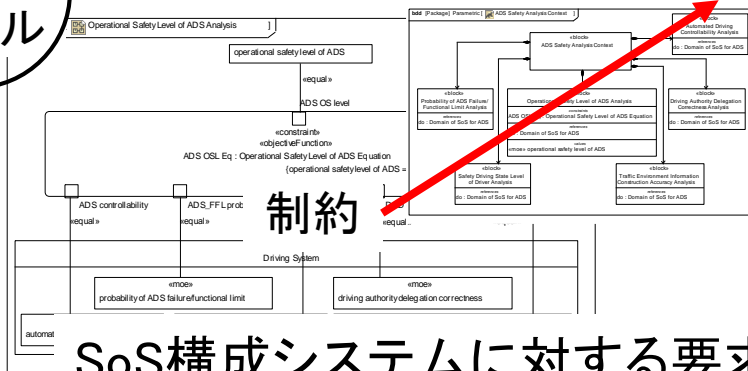 ル
Operational Safety Level of ADS Analysis
operational safety level of ADS
«equal»
ADS OS level
«constraint»
«objectiveFunction»
ADS OSL Eq : Operational Safety Level of ADS Equation
{operational safety level of ADS =
ADS controllability
ADS_FFL prob
«equal»
«equal»
«equal
制約
Driving System
«moe»
probability of ADS failure/functional limit
«moe»
driving authority delegation correctness
automat
SoS構成システムに対する要求
bdd [Package] Parametric [ ADS Safety Analysis Context ]
«block»
ADS Safety Analysis Context
«block»
Automated Driving
Controllability Analysis
references
do : Domain of SoS for ADS
«block»
Probability of ADS Failure/
Functional Limit Analysis
references
do : Domain of SoS for ADS
«block»
Operational Safety Level of ADS Analysis
constraints
ADS OSL Eq : Operational Safety Level of ADS Equation
references
Domain of SoS for ADS
values
«moe» operational safety level of ADS
«block»
Driving Authority Delegation
Correctness Analysis
references
do : Domain of SoS for ADS
«block»
Safety Driving State Level
of Driver Analysis
references
do : Domain of SoS for ADS
«block»
Traffic Environment Information
Construction Accuracy Analysis
references
do : Domain of SoS for ADS